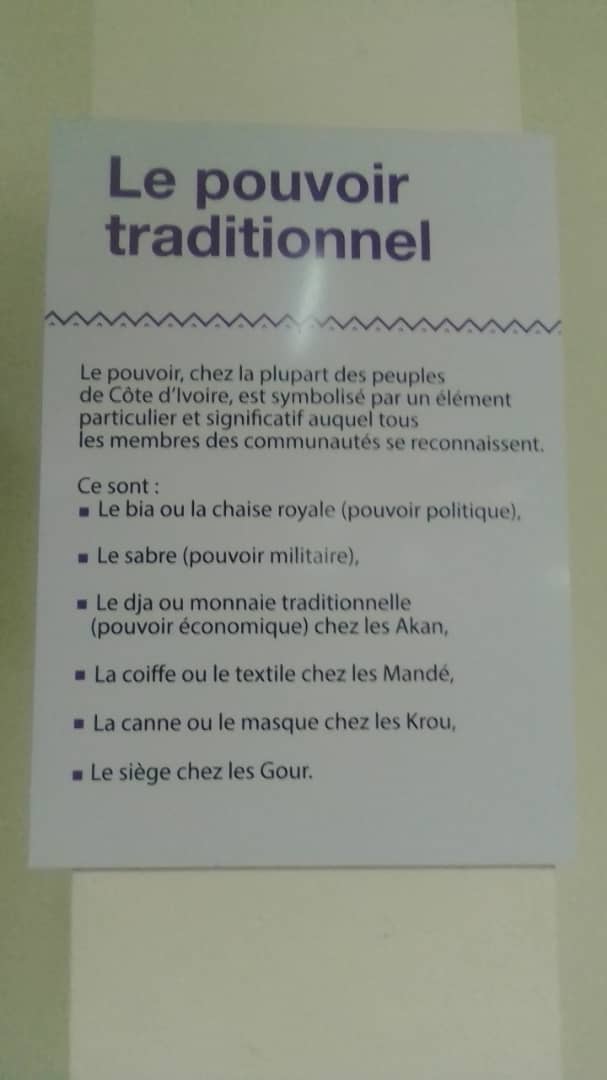 Le pouvoir
traditionnel
Le pouvoir, chez la plupart des peuples
de Côte d'Ivoire, est symbolisé par un élément
particulier et significatif auquel tous
les membres des communautés se reconnaissent.
Ce sont :
▪ Le bia ou la chaise royale (pouvoir politique),
▪ Le sabre (pouvoir militaire),
▪ Le dja ou monnaie traditionnelle
(pouvoir économique) chez les Akan,
▪ La coiffe ou le textile chez les Mandé,
▪ La canne ou le masque chez les Krou,
▪ Le siège chez les Gour.